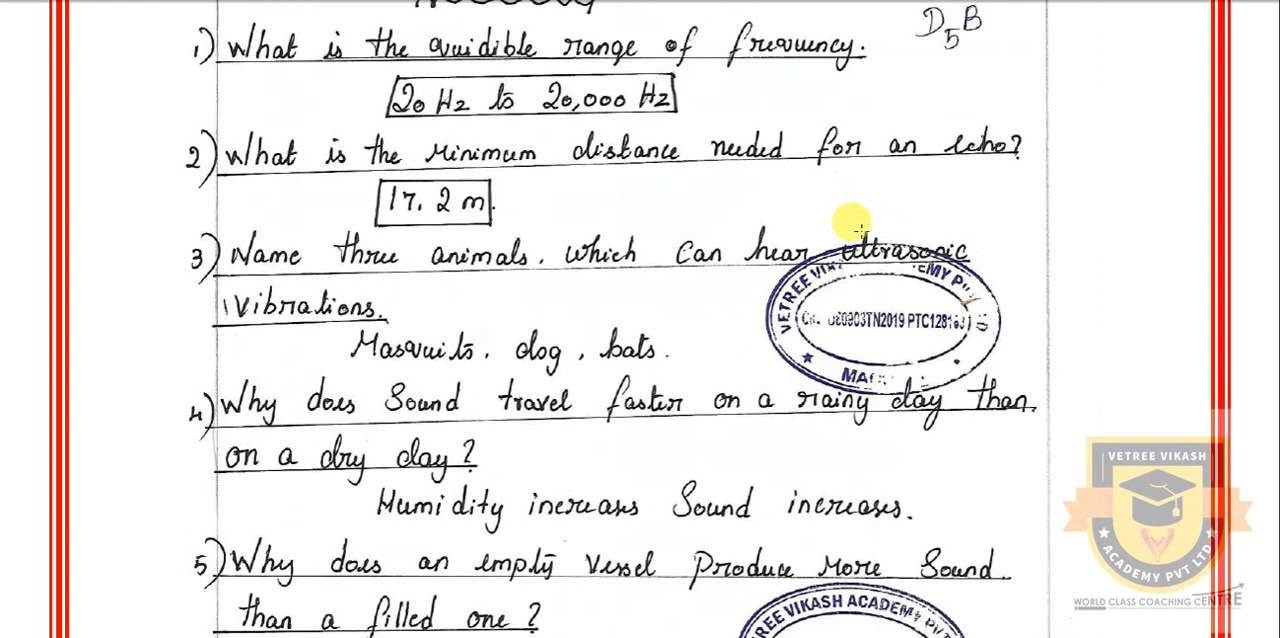 D5B
1) What is the auidible range of frequency.
20 Hz to 20,000 Hz
2) What is the Minimum distance needed for an echo?
17.2 m.
3) Name three animals, which Can hear ultrasonic
Vibrations.
Masquito, dog, bats.
4) Why does Sound travel faster on a rainy day than
on a dry day?
Humidity increases Sound increases.
5) Why does an empty Vessel Produce More Sound
than a filled one?
VETREE VIKASH
ACADEMY PVT LTD
WORLD CLASS COACHING CENTRE